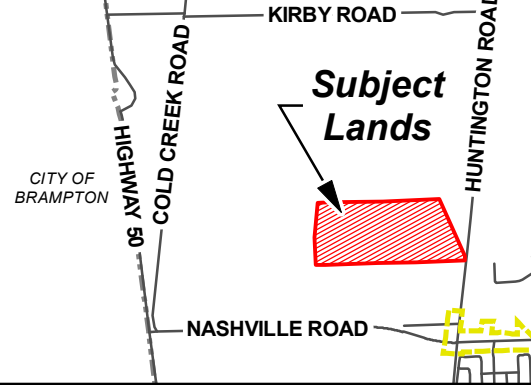 KIRBY ROAD
HUNTINGTON ROAD
COLD CREEK ROAD
Subject
Lands
HIGHWAY 50
CITY OF
BRAMPTON
NASHVILLE ROAD